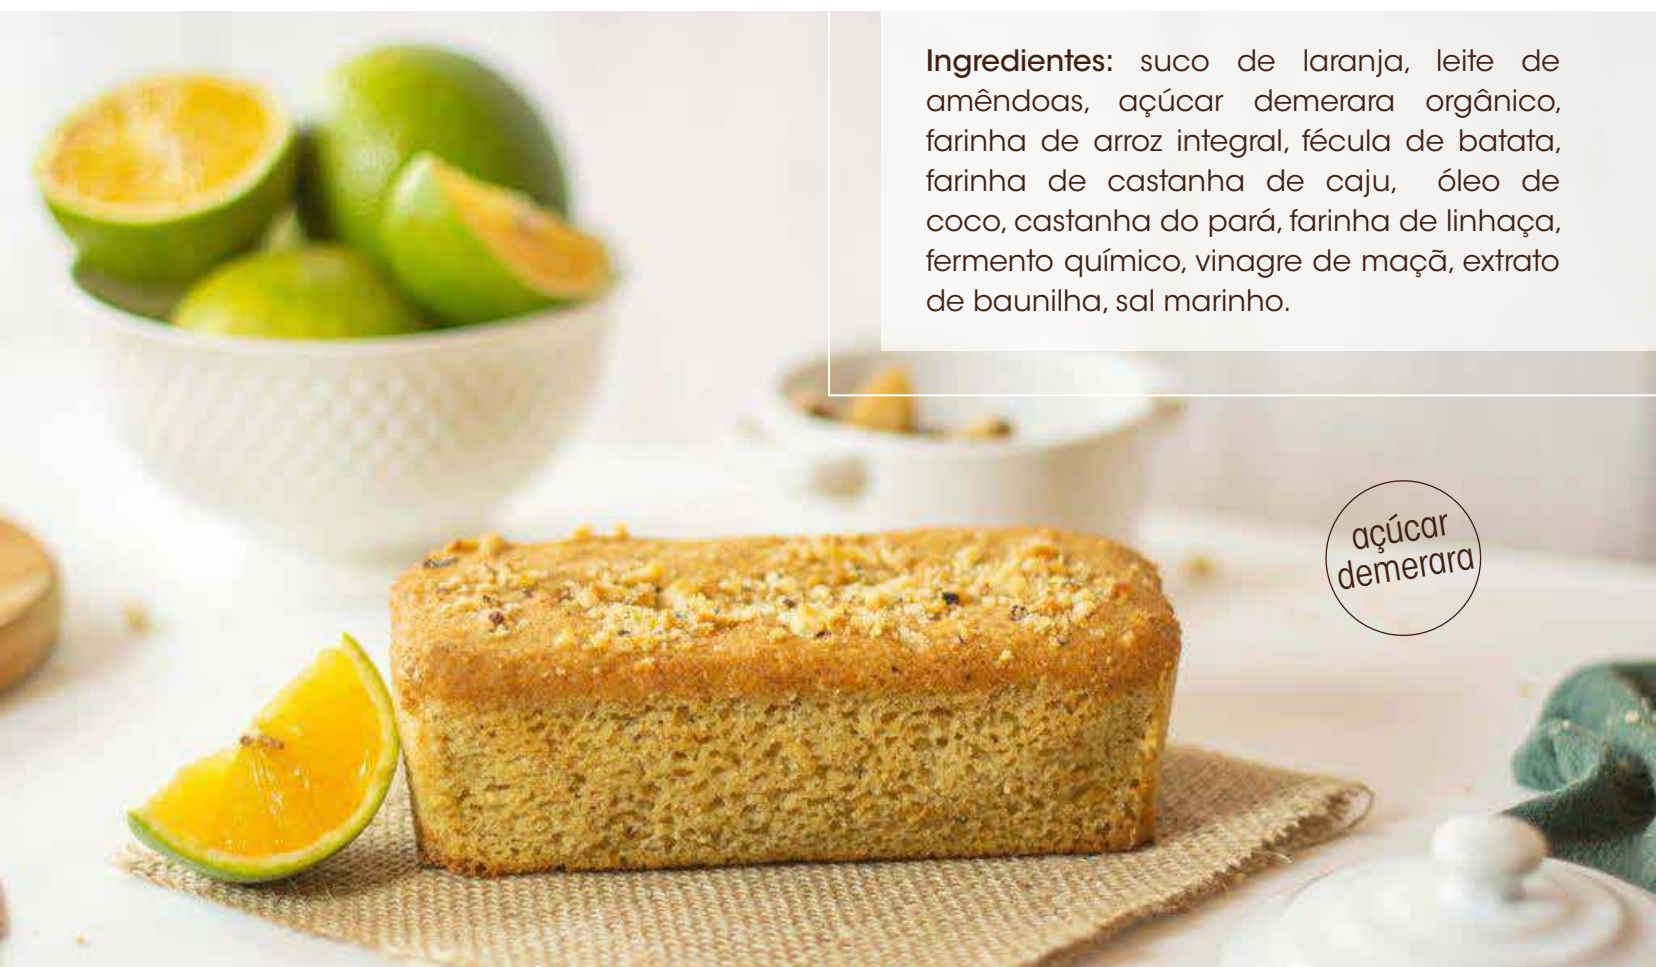 Ingredientes: suco de laranja, leite de
amêndoas, açúcar demerara orgânico,
farinha de arroz integral, fécula de batata,
farinha de castanha de caju, óleo de
coco, castanha do pará, farinha de linhaça,
fermento químico, vinagre de maçã, extrato
de baunilha, sal marinho.
açúcar
demerara